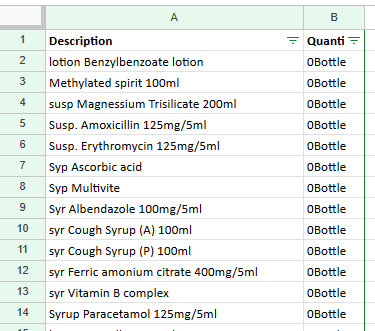 A B
1 Description Quanti
2 lotion Benzylbenzoate lotion 0Bottle
3 Methylated spirit 100ml 0Bottle
4 susp Magnessium Trisilicate 200ml 0Bottle
5 Susp. Amoxicillin 125mg/5ml 0Bottle
6 Susp. Erythromycin 125mg/5ml 0Bottle
7 Syp Ascorbic acid 0Bottle
8 Syp Multivite 0Bottle
9 Syr Albendazole 100mg/5ml 0Bottle
10 syr Cough Syrup (A) 100ml 0Bottle
11 syr Cough Syrup (P) 100ml 0Bottle
12 syr Ferric amonium citrate 400mg/5ml 0Bottle
13 syr Vitamin B complex 0Bottle
14 Syrup Paracetamol 125mg/5ml 0Bottle